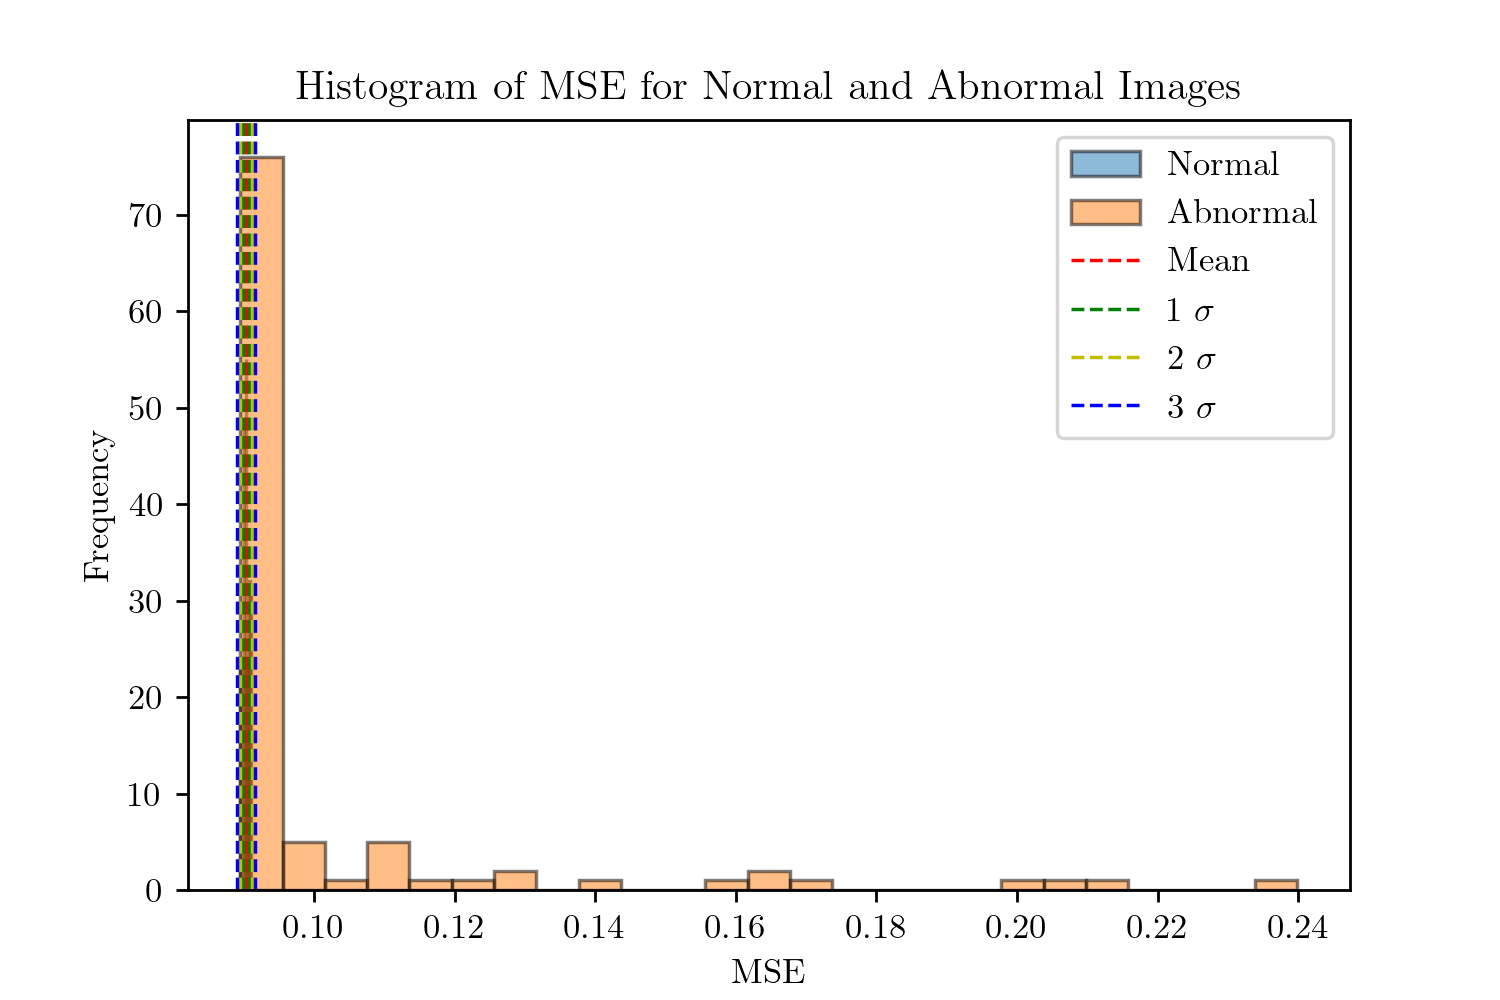 Histogram of MSE for Normal and Abnormal Images
Normal
Abnormal
Mean
1 σ
2 σ
3 σ
Frequency
70
60
50
40
30
20
10
0
0.10 0.12 0.14 0.16 0.18 0.20 0.22 0.24
MSE